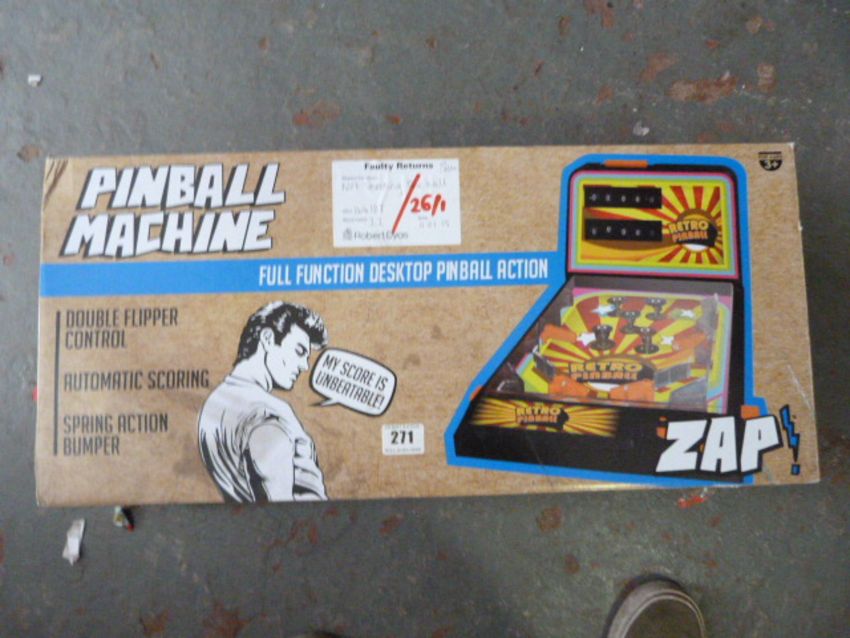 PINBALL
MACHINE
Faulty Returns
26/1
Robert Dyas
3+
RETRO
PINBALL
FULL FUNCTION DESKTOP PINBALL ACTION
DOUBLE FLIPPER
CONTROL
AUTOMATIC SCORING
SPRING ACTION
BUMPER
MY SCORE IS
UNBEATABLE!
271
RETRO
PINBALL
RETRO
PINBALL
ZAP!